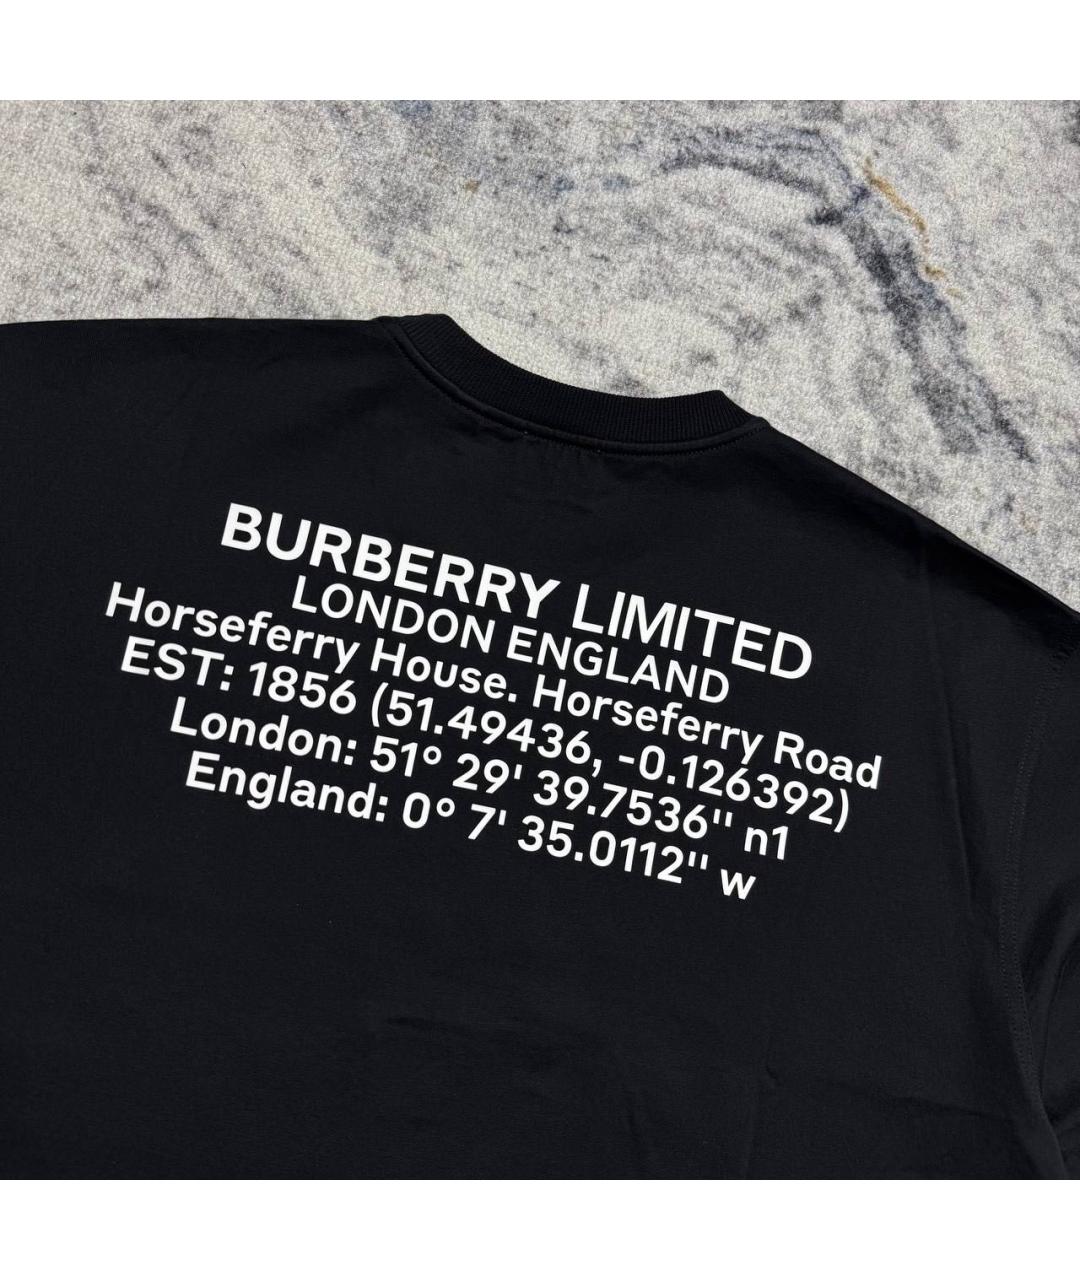 BURBERRY LIMITED
LONDON ENGLAND
Horseferry House. Horseferry Road
EST: 1856 (51.49436, -0.126392)
London: 51° 29' 39.7536'' n1
England: 0° 7' 35.0112'' w